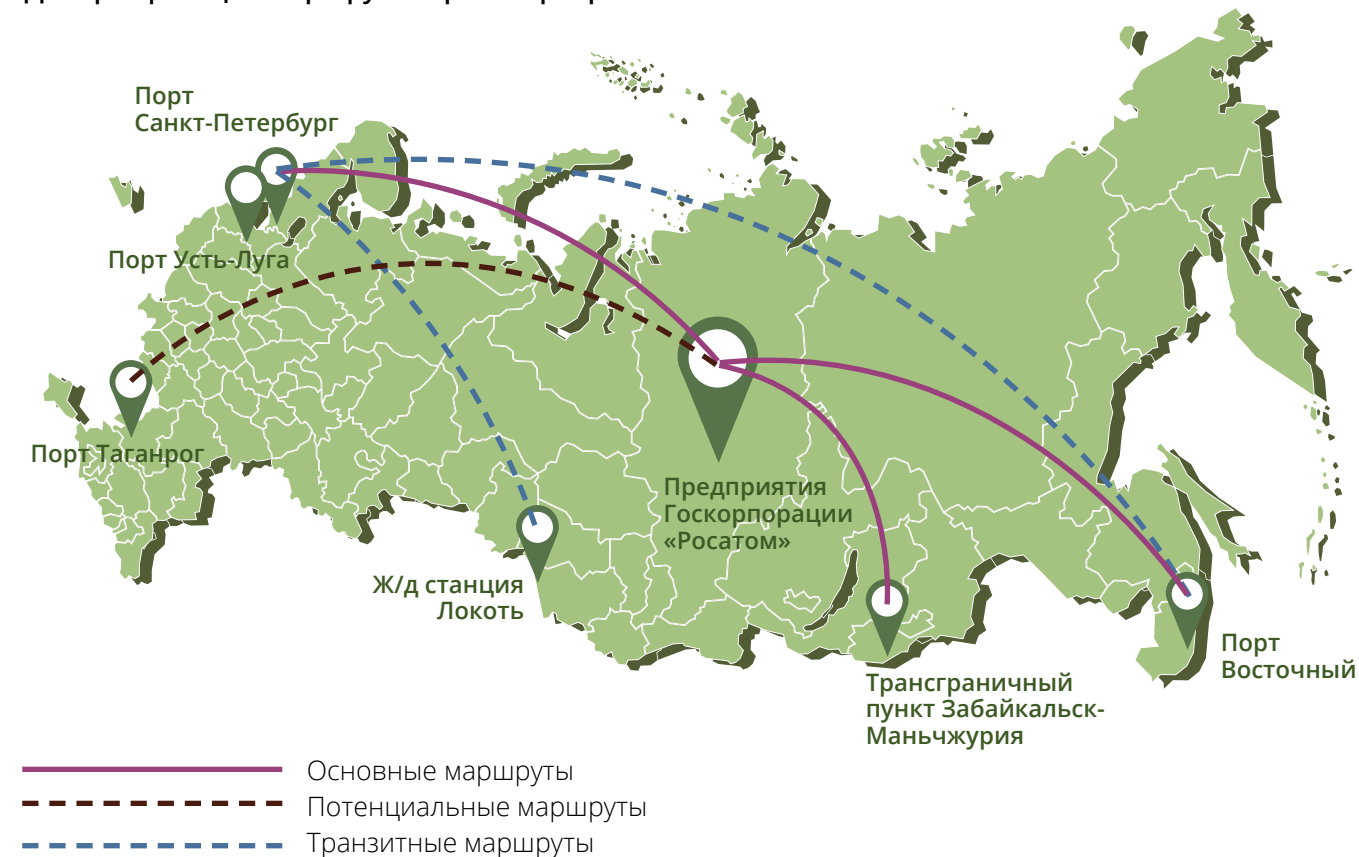 Порт
Санкт-Петербург
Порт Усть-Луга
Порт Таганрог
Предприятия
Госкорпорации
«Росатом»
Ж/д станция
Локоть
Порт
Восточный
Трансграничный
пункт Забайкальск-
Маньчжурия
Основные маршруты
Потенциальные маршруты
Транзитные маршруты